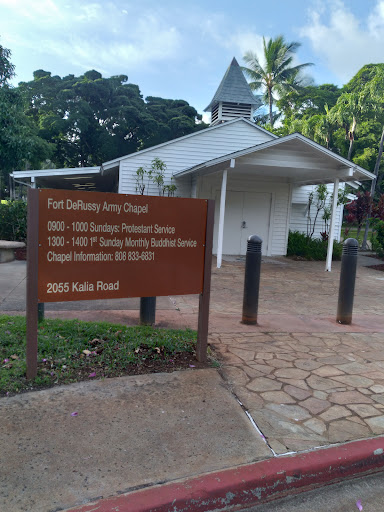 Fort DeRussy Army Chapel
0900 - 1000 Sundays: Protestant Service
1300 - 1400 1st Sunday Monthly Buddhist Service
Chapel Information: 808 833-6831
2055 Kalia Road